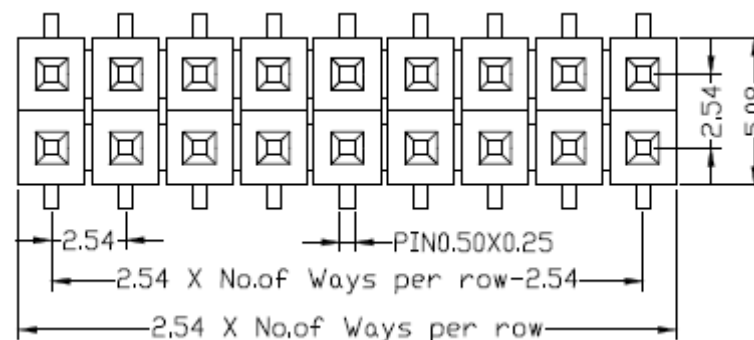 2.54
5.08
2.54
PIN0.50X0.25
2.54 X No.of Ways per row-2.54
2.54 X No.of Ways per row